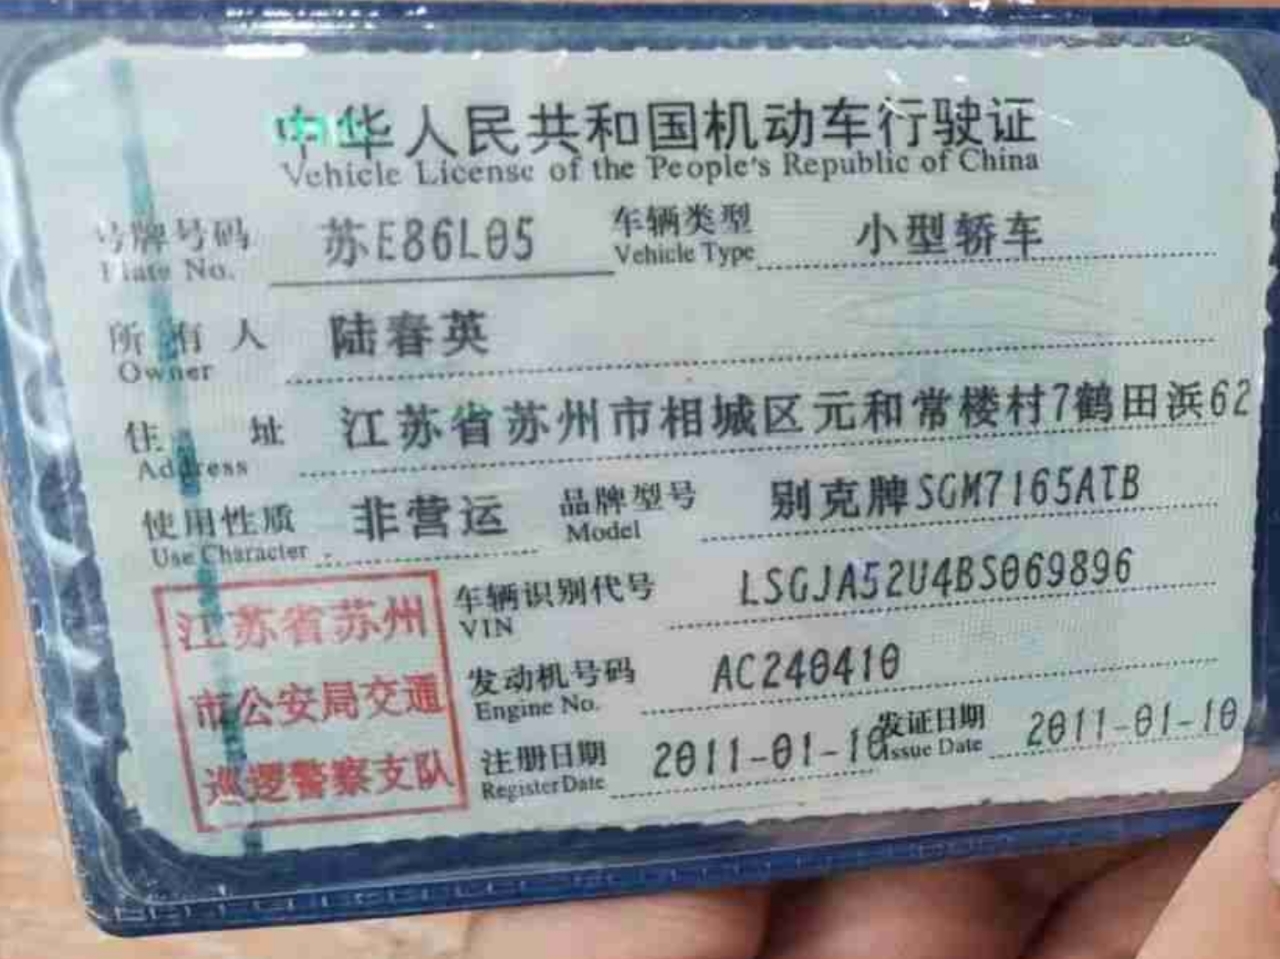 中华人民共和国机动车行驶证
Vehicle License of the People's Republic of China
号牌号码 苏E86L05 车辆类型 小型轿车
Plate No. Vehicle Type
所有人 陆春英
Owner
住址 江苏省苏州市相城区元和常楼村7鹤田浜62
Address
使用性质 非营运 品牌型号 别克牌SGM7165ATB
Use Character Model
车辆识别代号 LSGJA52U4BS069896
VIN
发动机号码 AC240410
Engine No.
注册日期 2011-01-10 发证日期 2011-01-10
Register Date Issue Date
江苏省苏州
市公安局交通
巡逻警察支队